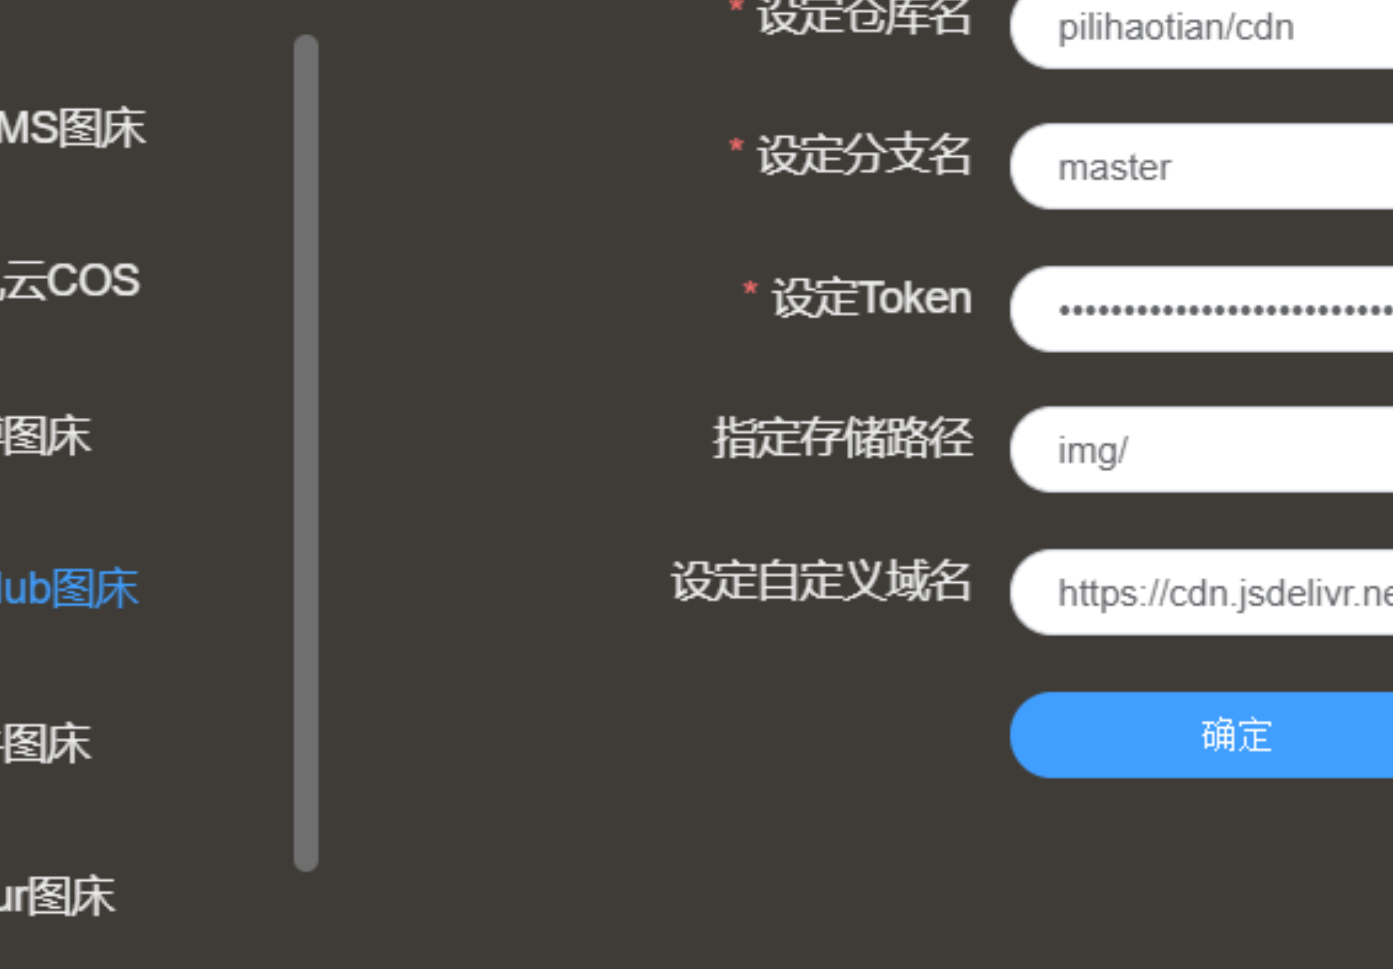 MS图床
云COS
图床
ub图床
图床
ur图床
* 设定仓库名 pilihaotian/cdn
* 设定分支名 master
* 设定Token ••••••••••••••••••••••••••
指定存储路径 img/
设定自定义域名 https://cdn.jsdelivr.ne
确定